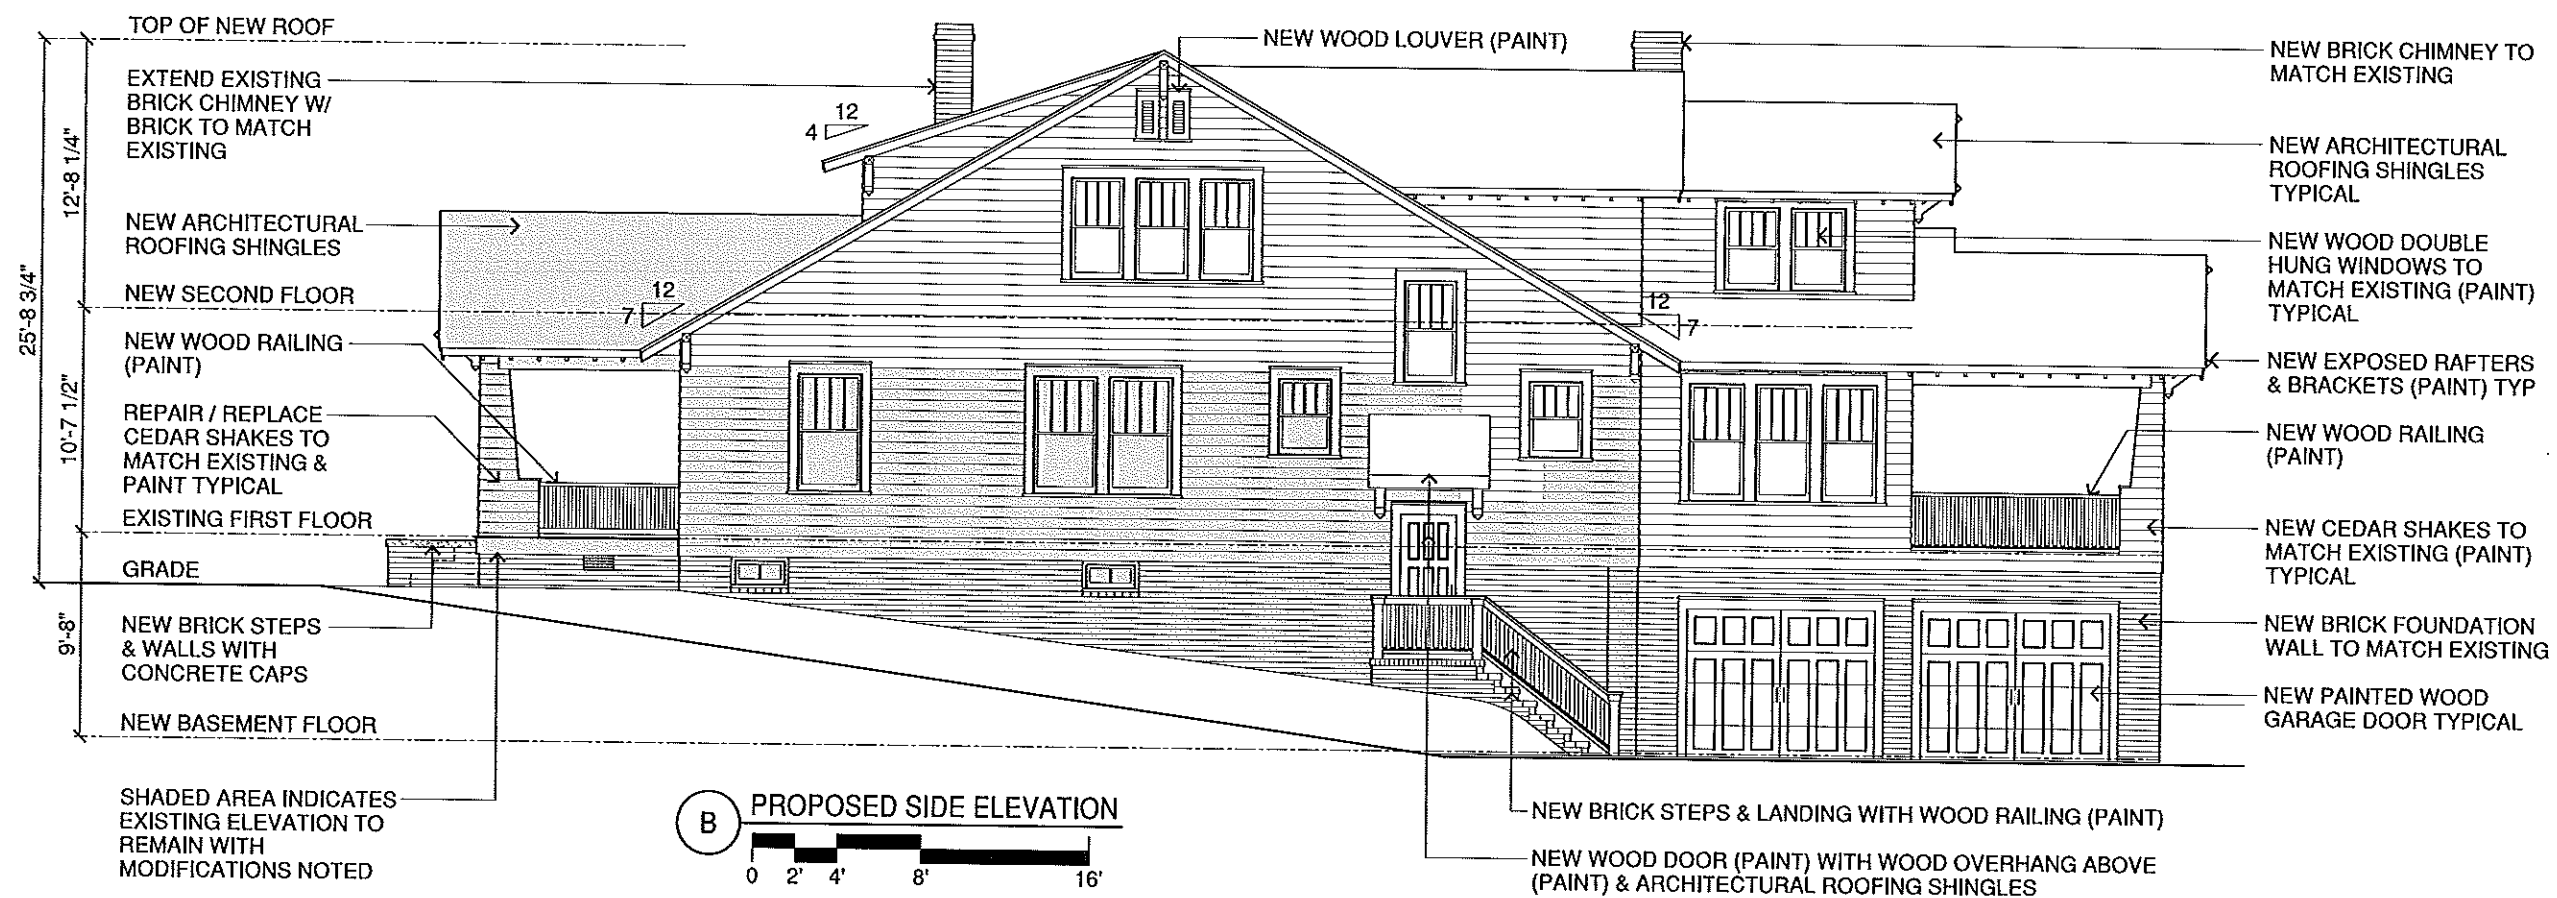 TOP OF NEW ROOF
EXTEND EXISTING
BRICK CHIMNEY W/
BRICK TO MATCH
EXISTING
NEW ARCHITECTURAL
ROOFING SHINGLES
NEW SECOND FLOOR
NEW WOOD RAILING
(PAINT)
REPAIR / REPLACE
CEDAR SHAKES TO
MATCH EXISTING &
PAINT TYPICAL
EXISTING FIRST FLOOR
GRADE
NEW BRICK STEPS
& WALLS WITH
CONCRETE CAPS
NEW BASEMENT FLOOR
SHADED AREA INDICATES
EXISTING ELEVATION TO
REMAIN WITH
MODIFICATIONS NOTED
25'-8 3/4"
12'-8 1/4"
10'-7 1/2"
9'-8"
NEW WOOD LOUVER (PAINT)
12
4
12
7
12
7
NEW BRICK CHIMNEY TO
MATCH EXISTING
NEW ARCHITECTURAL
ROOFING SHINGLES
TYPICAL
NEW WOOD DOUBLE
HUNG WINDOWS TO
MATCH EXISTING (PAINT)
TYPICAL
NEW EXPOSED RAFTERS
& BRACKETS (PAINT) TYP
NEW WOOD RAILING
(PAINT)
NEW CEDAR SHAKES TO
MATCH EXISTING (PAINT)
TYPICAL
NEW BRICK FOUNDATION
WALL TO MATCH EXISTING
NEW PAINTED WOOD
GARAGE DOOR TYPICAL
NEW BRICK STEPS & LANDING WITH WOOD RAILING (PAINT)
NEW WOOD DOOR (PAINT) WITH WOOD OVERHANG ABOVE
(PAINT) & ARCHITECTURAL ROOFING SHINGLES
B PROPOSED SIDE ELEVATION
0 2' 4' 8' 16'